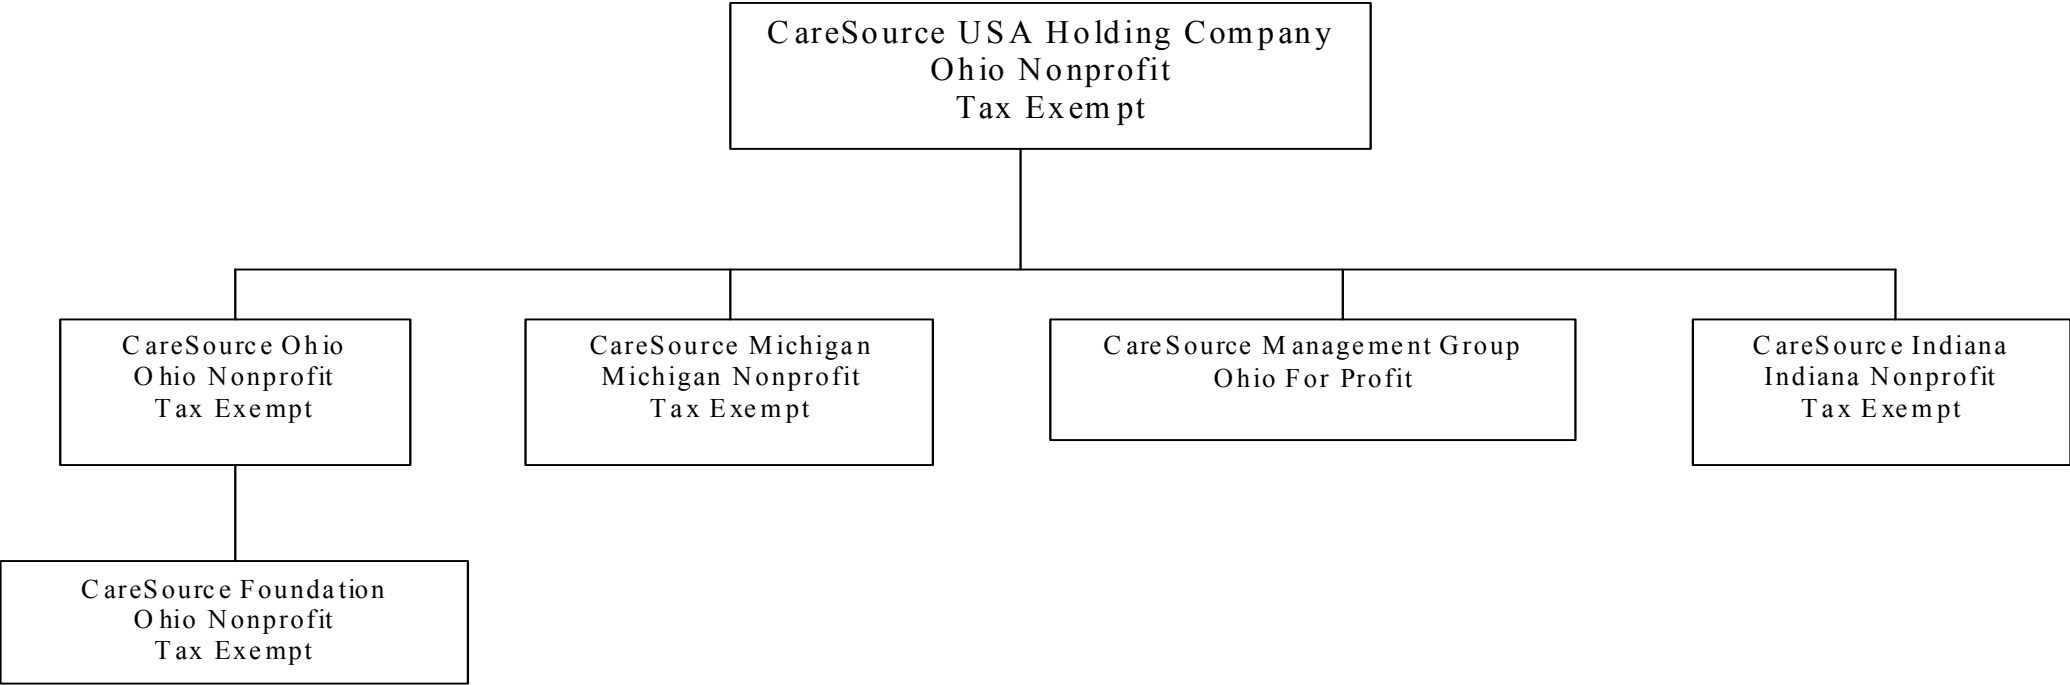 CareSource USA Holding Company
Ohio Nonprofit
Tax Exempt
CareSource Ohio
Ohio Nonprofit
Tax Exempt
CareSource Michigan
Michigan Nonprofit
Tax Exempt
CareSource Management Group
Ohio For Profit
CareSource Indiana
Indiana Nonprofit
Tax Exempt
CareSource Foundation
Ohio Nonprofit
Tax Exempt